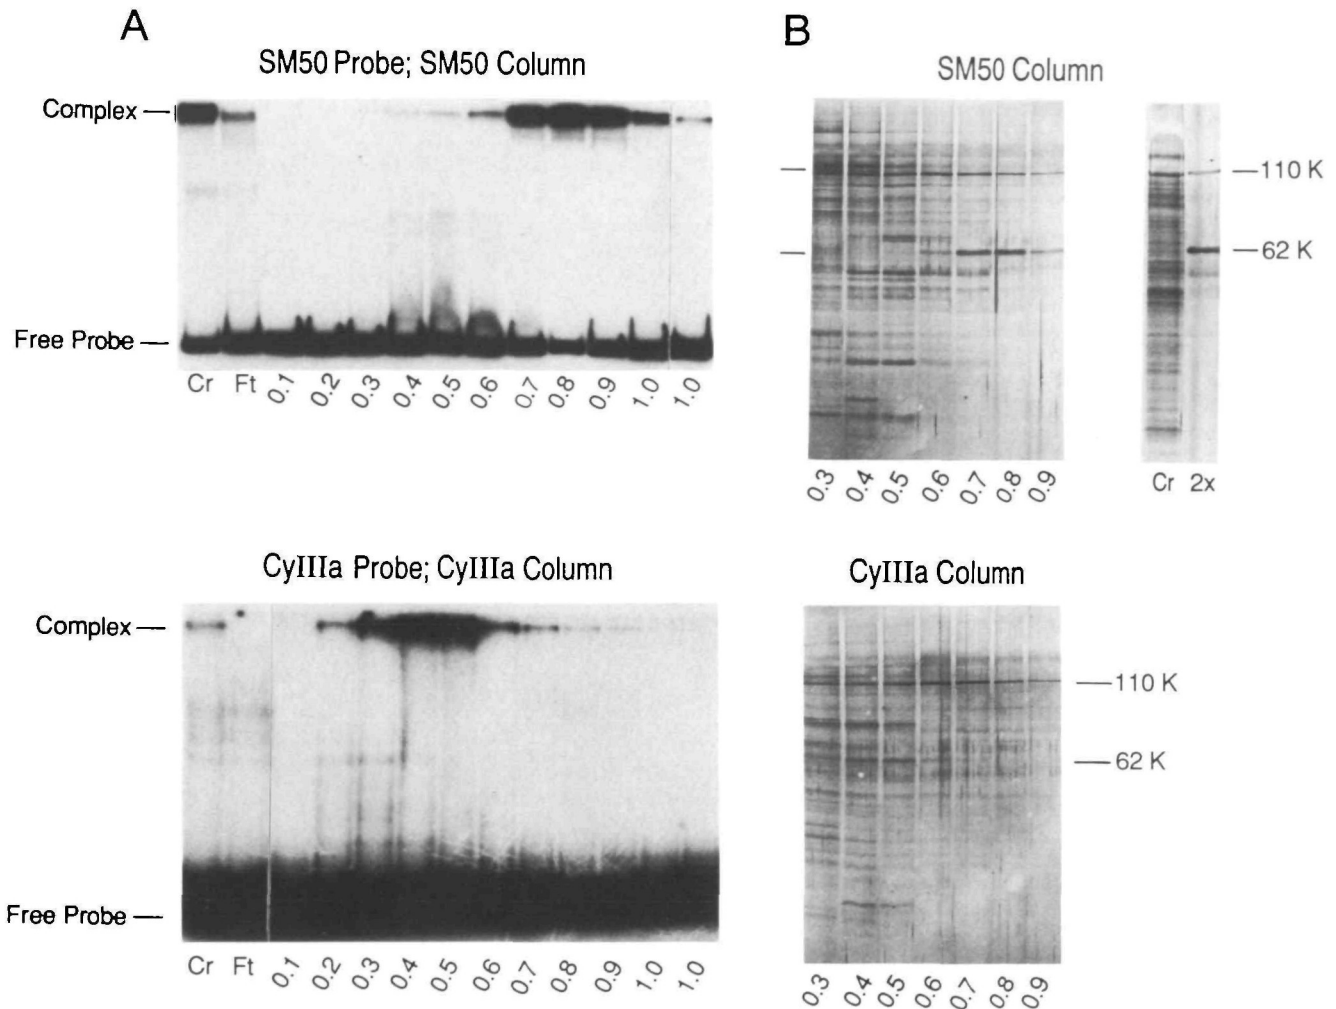 A
SM50 Probe; SM50 Column
Complex
Free Probe
Cr Ft 0.1 0.2 0.3 0.4 0.5 0.6 0.7 0.8 0.9 1.0 1.0
B
SM50 Column
110 K
62 K
0.3 0.4 0.5 0.6 0.7 0.8 0.9
Cr 2x
CyIIIa Probe; CyIIIa Column
Complex
Free Probe
Cr Ft 0.1 0.2 0.3 0.4 0.5 0.6 0.7 0.8 0.9 1.0 1.0
CyIIIa Column
110 K
62 K
0.3 0.4 0.5 0.6 0.7 0.8 0.9